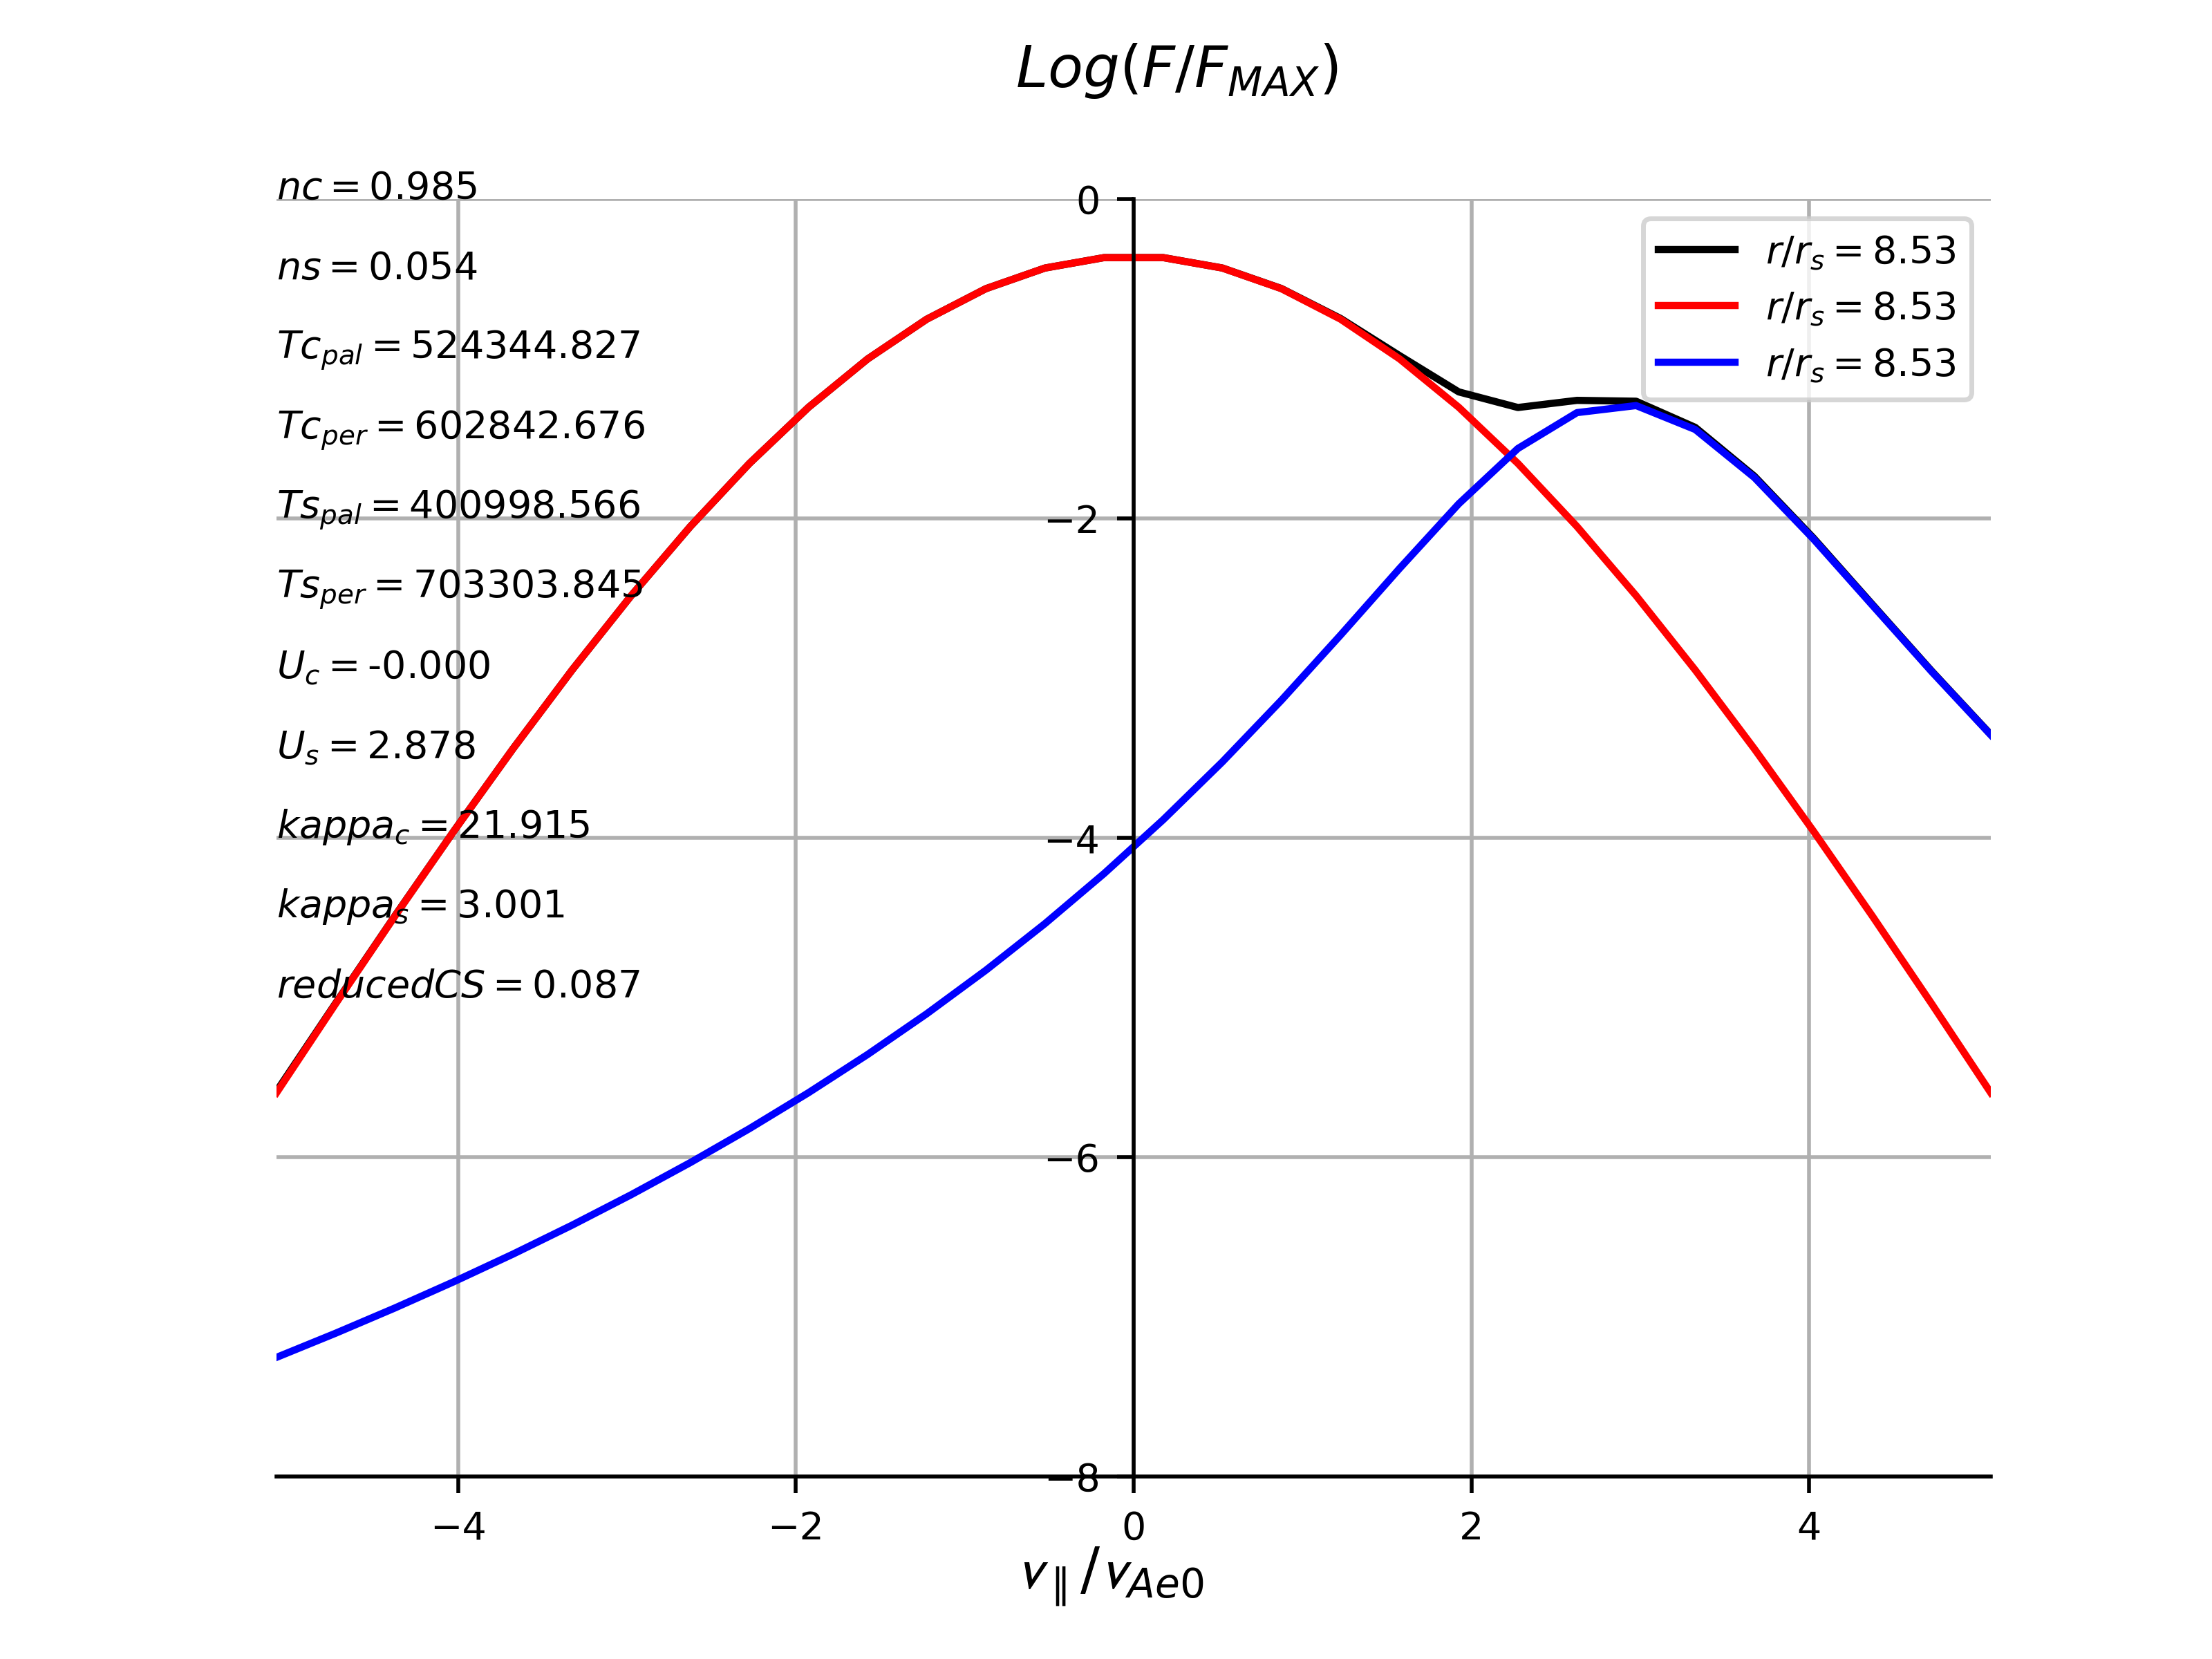 Log(F/F_MAX)
nc = 0.985
ns = 0.054
Tc_pal = 524344.827
Tc_per = 602842.676
Ts_pal = 400998.566
Ts_per = 703303.845
U_c = -0.000
U_s = 2.878
kappa_c = 21.915
kappa_s = 3.001
reducedCS = 0.087
0
−2
−4
−6
−8
r/r_s = 8.53
r/r_s = 8.53
r/r_s = 8.53
−4 −2 0 2 4
v_∥/v_Ae0